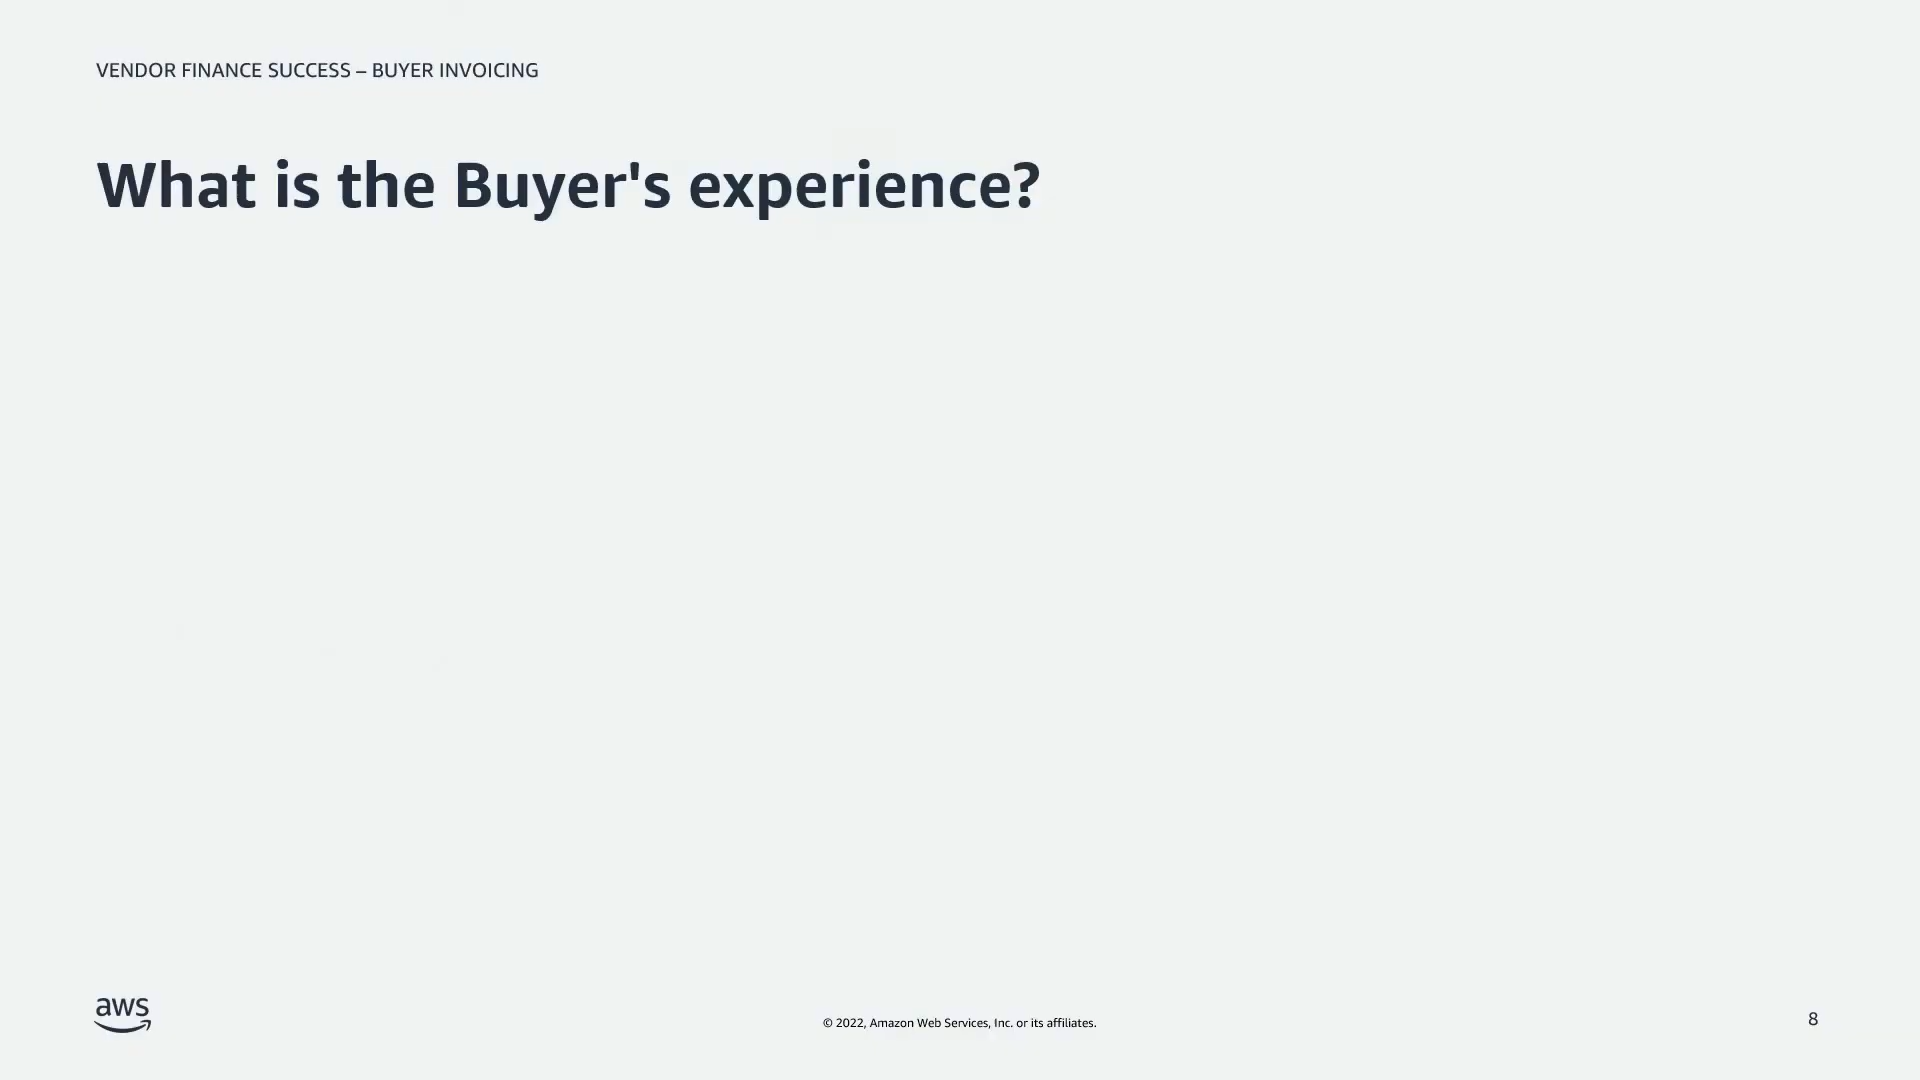 VENDOR FINANCE SUCCESS – BUYER INVOICING
What is the Buyer's experience?
aws
© 2022, Amazon Web Services, Inc. or its affiliates.
8